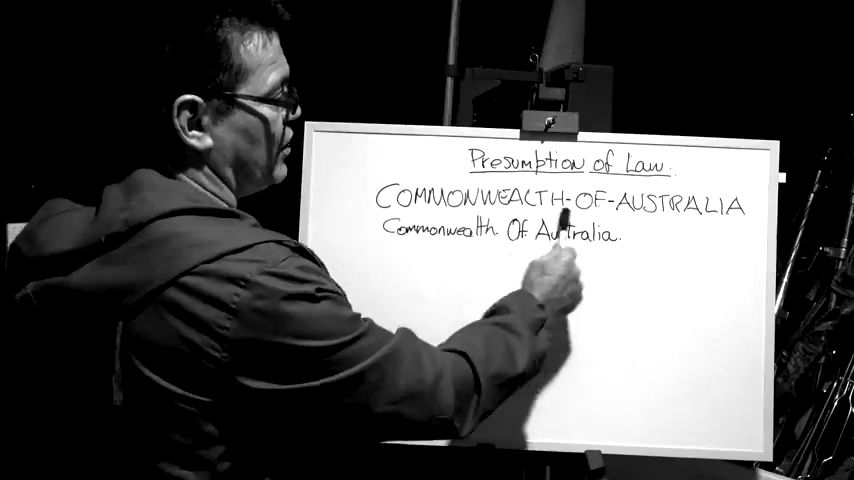 Presumption of Law.
COMMONWEALTH-OF-AUSTRALIA
Commonwealth. Of. Australia.